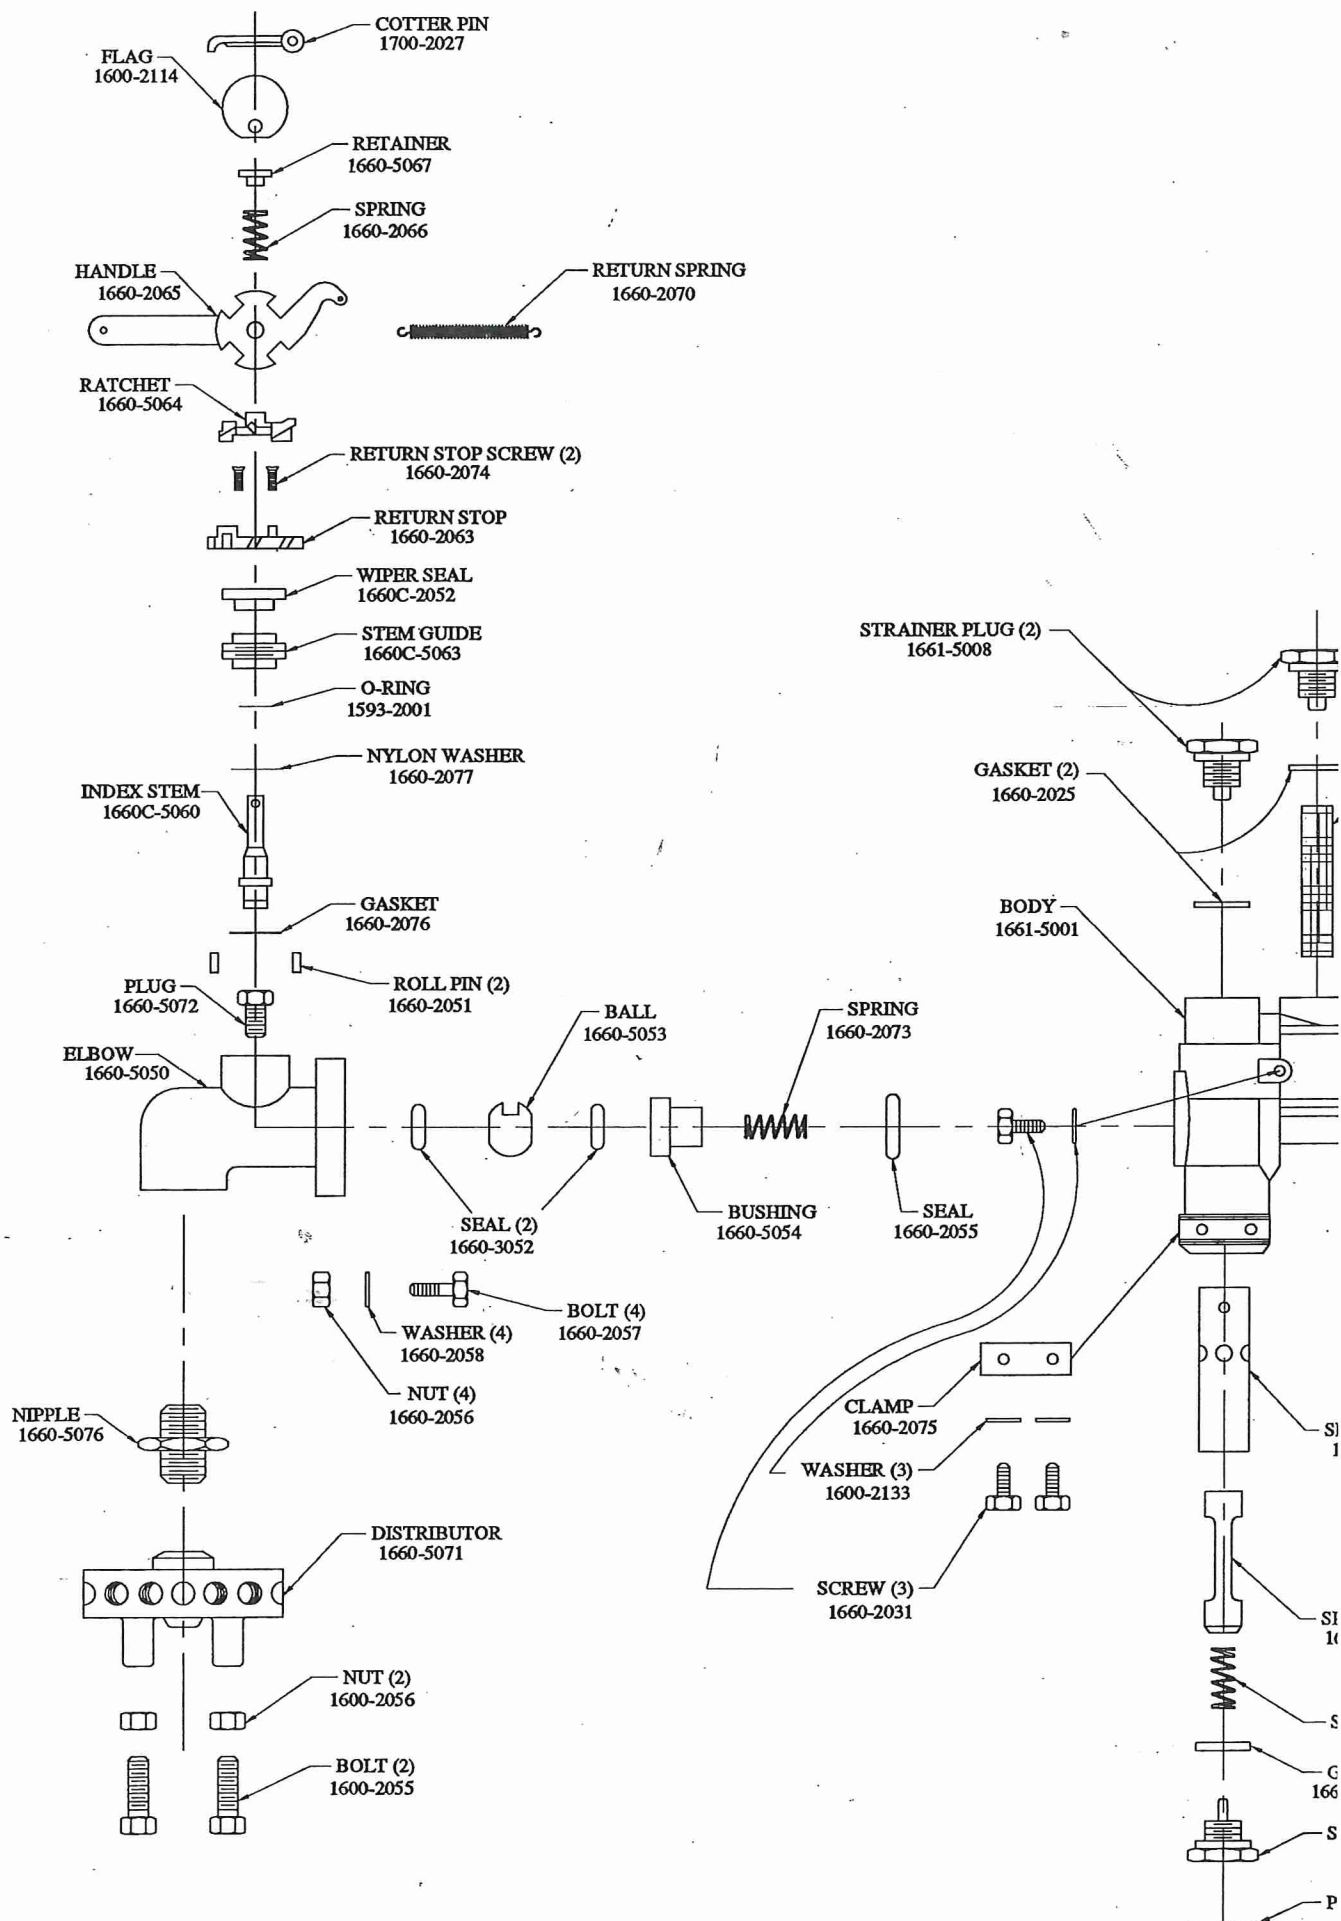 COTTER PIN
1700-2027
FLAG
1600-2114
RETAINER
1660-5067
SPRING
1660-2066
HANDLE
1660-2065
RETURN SPRING
1660-2070
RATCHET
1660-5064
RETURN STOP SCREW (2)
1660-2074
RETURN STOP
1660-2063
WIPER SEAL
1660C-2052
STEM GUIDE
1660C-5063
O-RING
1593-2001
NYLON WASHER
1660-2077
INDEX STEM
1660C-5060
GASKET
1660-2076
ROLL PIN (2)
1660-2051
PLUG
1660-5072
ELBOW
1660-5050
BALL
1660-5053
SPRING
1660-2073
STRAINER PLUG (2)
1661-5008
GASKET (2)
1660-2025
BODY
1661-5001
SEAL (2)
1660-3052
BUSHING
1660-5054
SEAL
1660-2055
BOLT (4)
1660-2057
WASHER (4)
1660-2058
NUT (4)
1660-2056
CLAMP
1660-2075
WASHER (3)
1600-2133
SCREW (3)
1660-2031
NIPPLE
1660-5076
DISTRIBUTOR
1660-5071
NUT (2)
1600-2056
BOLT (2)
1600-2055
1
S
G
166
S
P